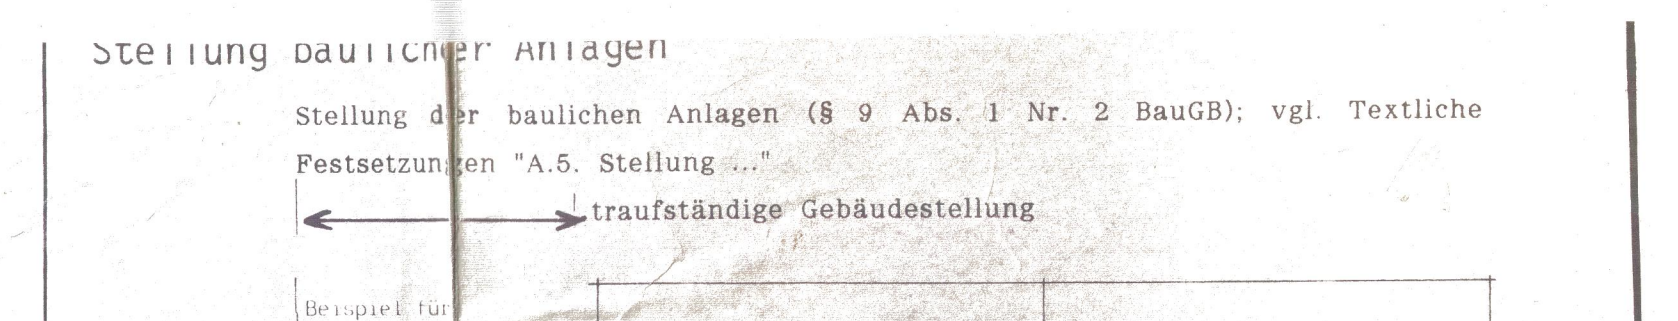 Stellung baulicher Anlagen
Stellung der baulichen Anlagen (§ 9 Abs. 1 Nr. 2 BauGB); vgl. Textliche
Festsetzungen "A.5. Stellung ..."
traufständige Gebäudestellung
Beispiel für